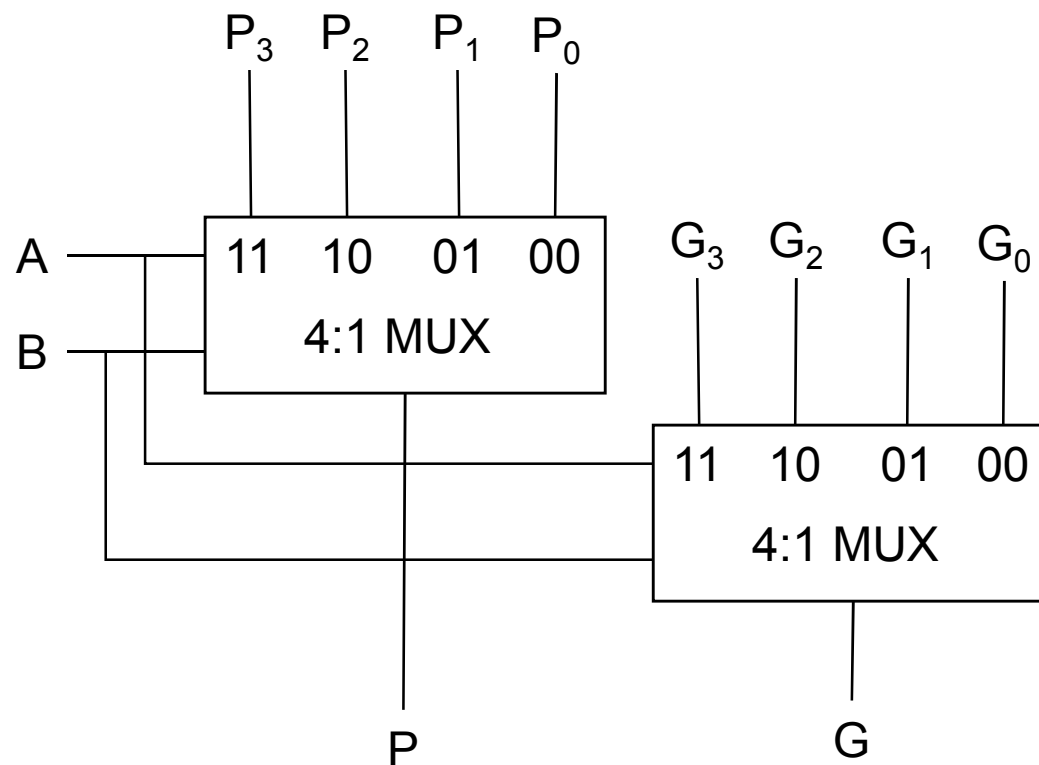 P₃ P₂ P₁ P₀
A 11 10 01 00
G₃ G₂ G₁ G₀
B 4:1 MUX
11 10 01 00
4:1 MUX
P G